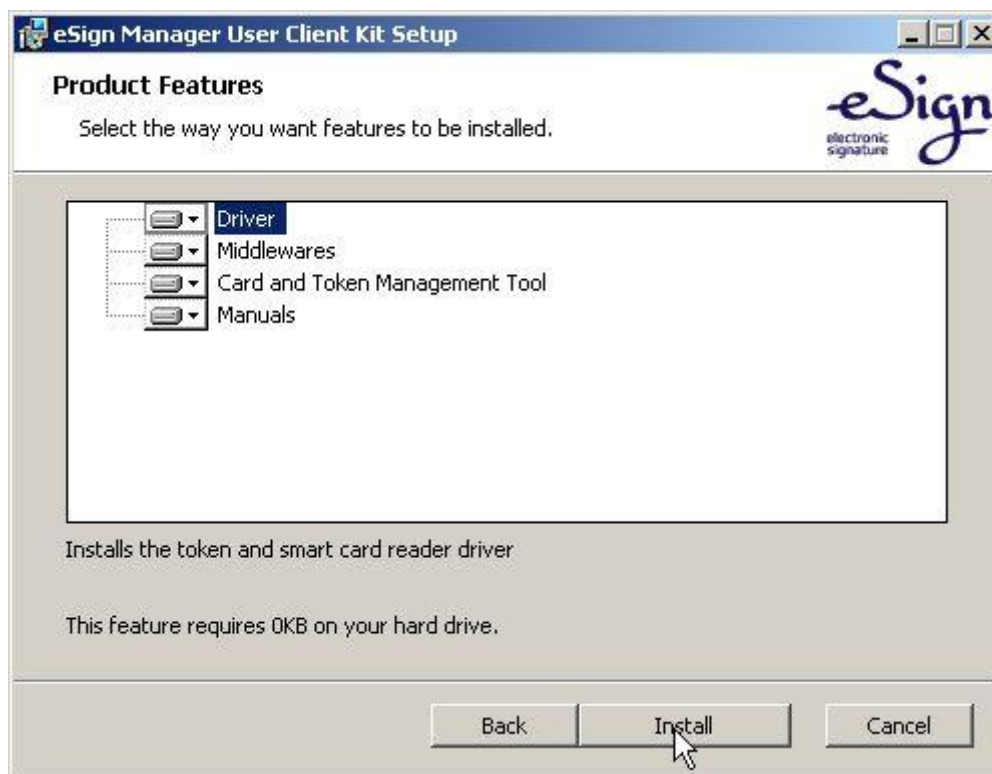 eSign Manager User Client Kit Setup
Product Features
Select the way you want features to be installed.
eSign
electronic
signature
Driver
Middlewares
Card and Token Management Tool
Manuals
Installs the token and smart card reader driver
This feature requires 0KB on your hard drive.
Back Install Cancel